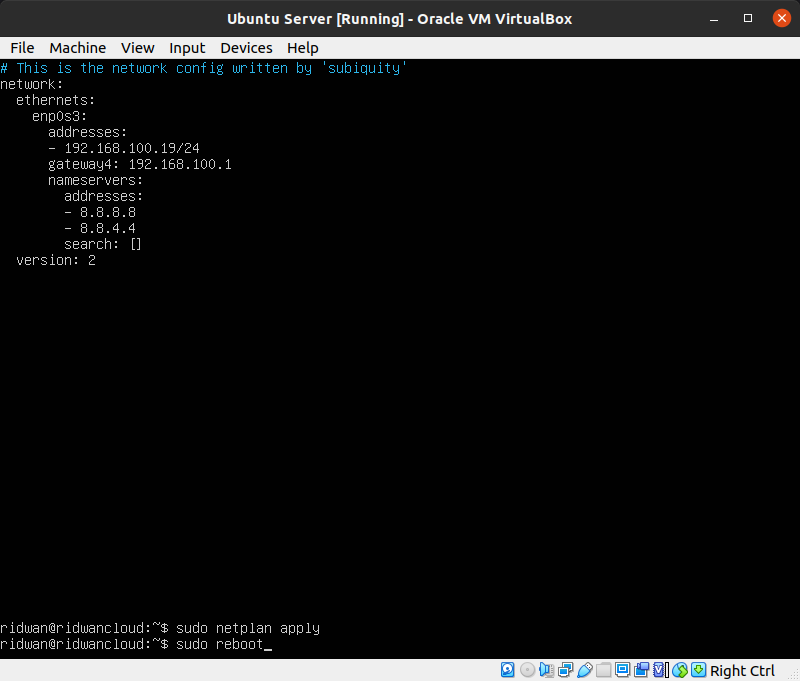 Ubuntu Server [Running] - Oracle VM VirtualBox
File Machine View Input Devices Help
# This is the network config written by 'subiquity'
network:
  ethernets:
    enp0s3:
      addresses:
      - 192.168.100.19/24
      gateway4: 192.168.100.1
      nameservers:
        addresses:
        - 8.8.8.8
        - 8.8.4.4
        search: []
  version: 2
ridwan@ridwancloud:~$ sudo netplan apply
ridwan@ridwancloud:~$ sudo reboot_
Right Ctrl